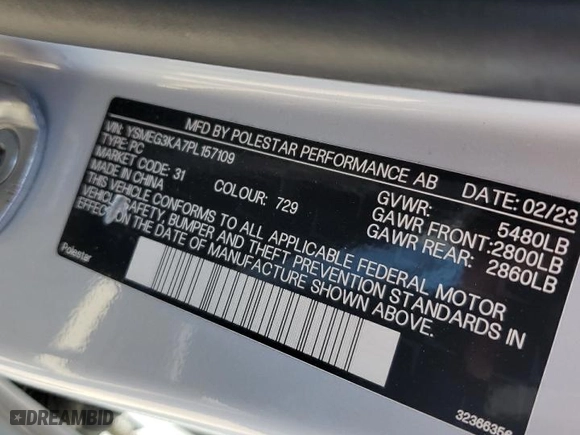 MFD BY POLESTAR PERFORMANCE AB DATE: 02/23
VIN: YSMEG3KA7PL157109
TYPE: PC
MARKET CODE: 31
MADE IN CHINA COLOUR: 729
GVWR: 5480LB
GAWR FRONT: 2800LB
GAWR REAR: 2860LB
THIS VEHICLE CONFORMS TO ALL APPLICABLE FEDERAL MOTOR
VEHICLE SAFETY, BUMPER AND THEFT PREVENTION STANDARDS IN
EFFECT ON THE DATE OF MANUFACTURE SHOWN ABOVE.
Polestar
32366356
DREAMBID